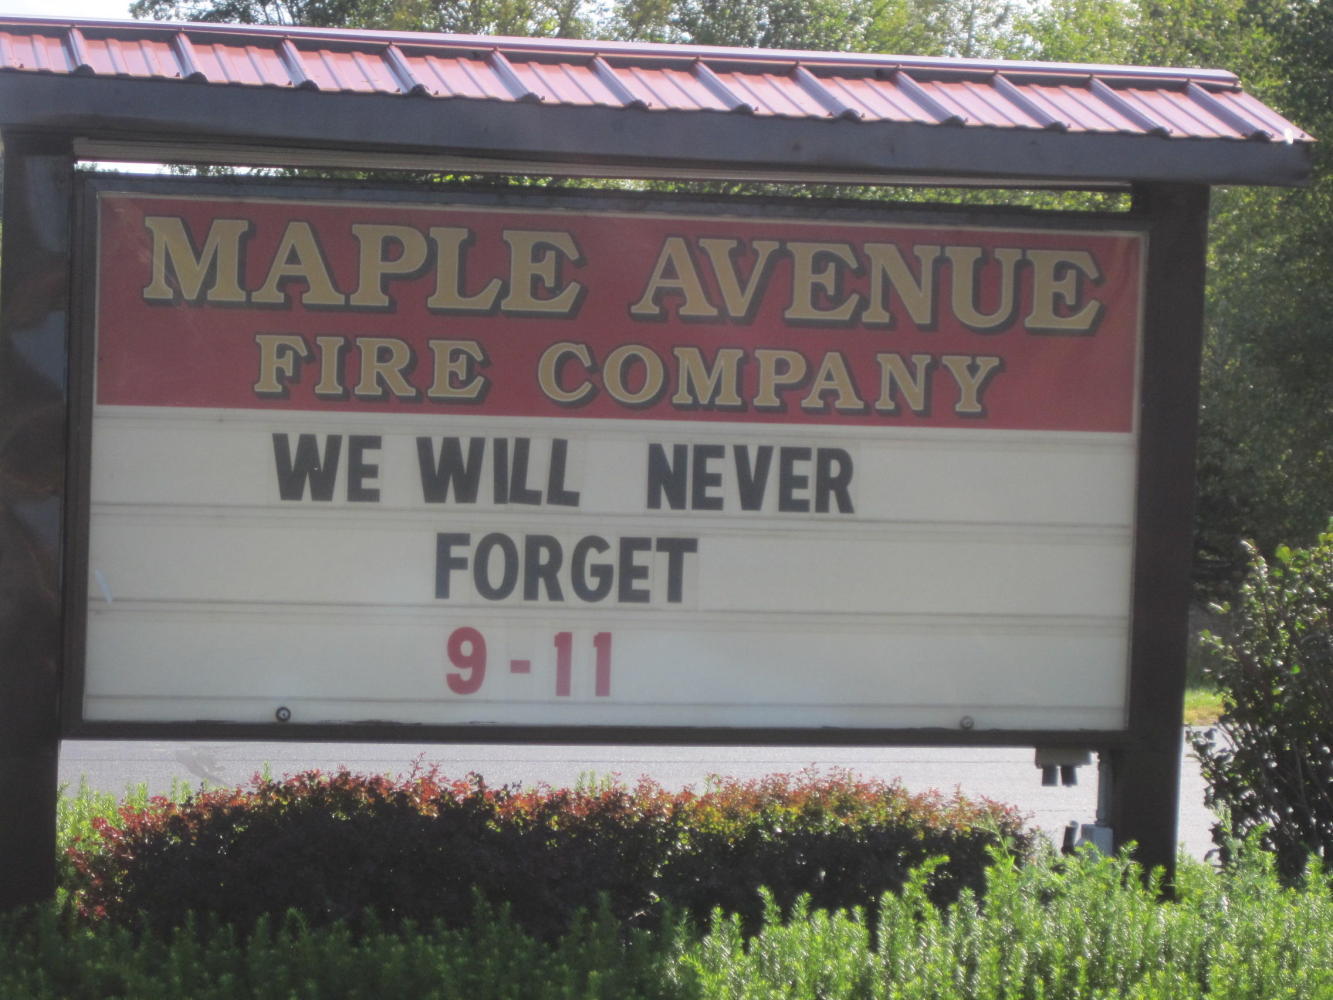 MAPLE AVENUE
FIRE COMPANY
WE WILL NEVER
FORGET
9-11